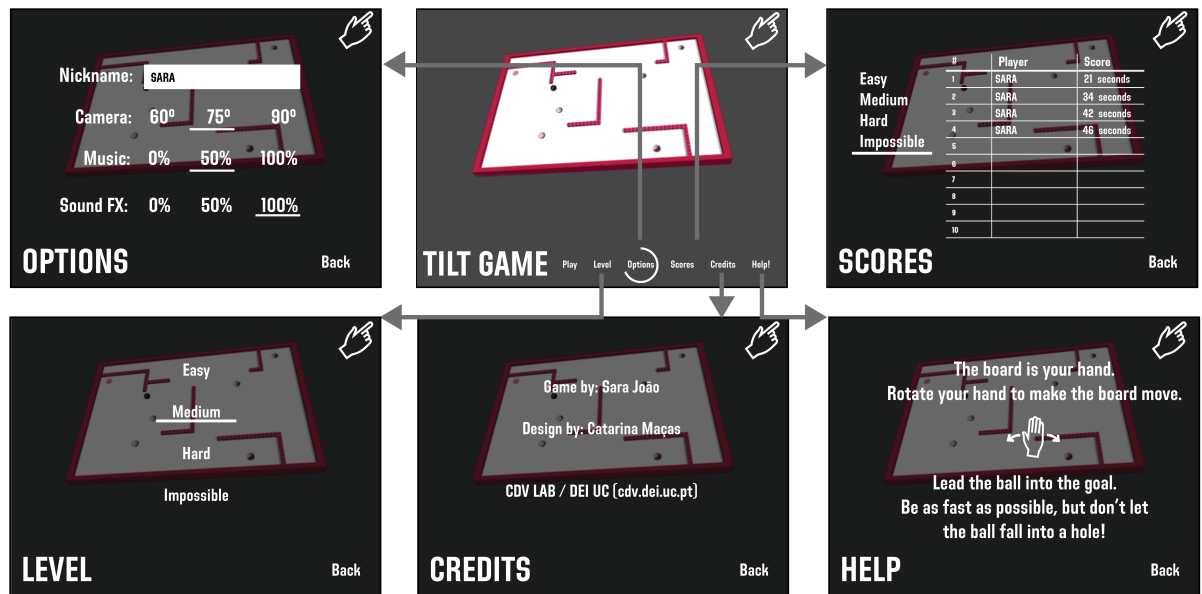 Nickname: SARA
Camera: 60º 75º 90º
Music: 0% 50% 100%
Sound FX: 0% 50% 100%
OPTIONS
Back
TILT GAME
Play Level Options Scores Credits Help!
Easy
Medium
Hard
Impossible
# Player Score
1 SARA 21 seconds
2 SARA 34 seconds
3 SARA 42 seconds
4 SARA 46 seconds
5
6
7
8
9
10
SCORES
Back
Easy
Medium
Hard
Impossible
LEVEL
Back
Game by: Sara João
Design by: Catarina Maças
CDV LAB / DEI UC (cdv.dei.uc.pt)
CREDITS
Back
The board is your hand.
Rotate your hand to make the board move.
Lead the ball into the goal.
Be as fast as possible, but don't let
the ball fall into a hole!
HELP
Back